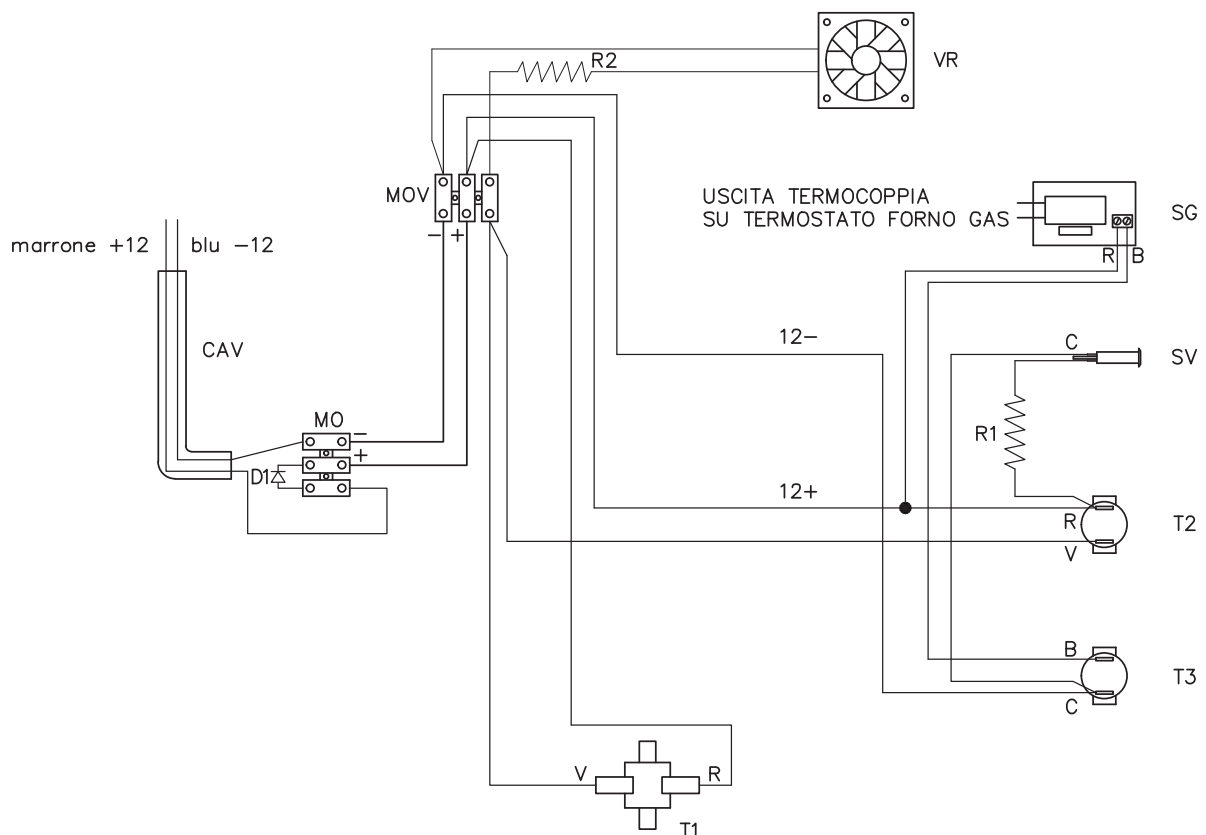 R2
VR
MOV
USCITA TERMOCOPPIA
SU TERMOSTATO FORNO GAS
SG
− +
marrone +12 blu −12
R B
12−
C
SV
CAV
MO
−
R1
+
D1
12+
R
T2
V
B
T3
C
V R
T1